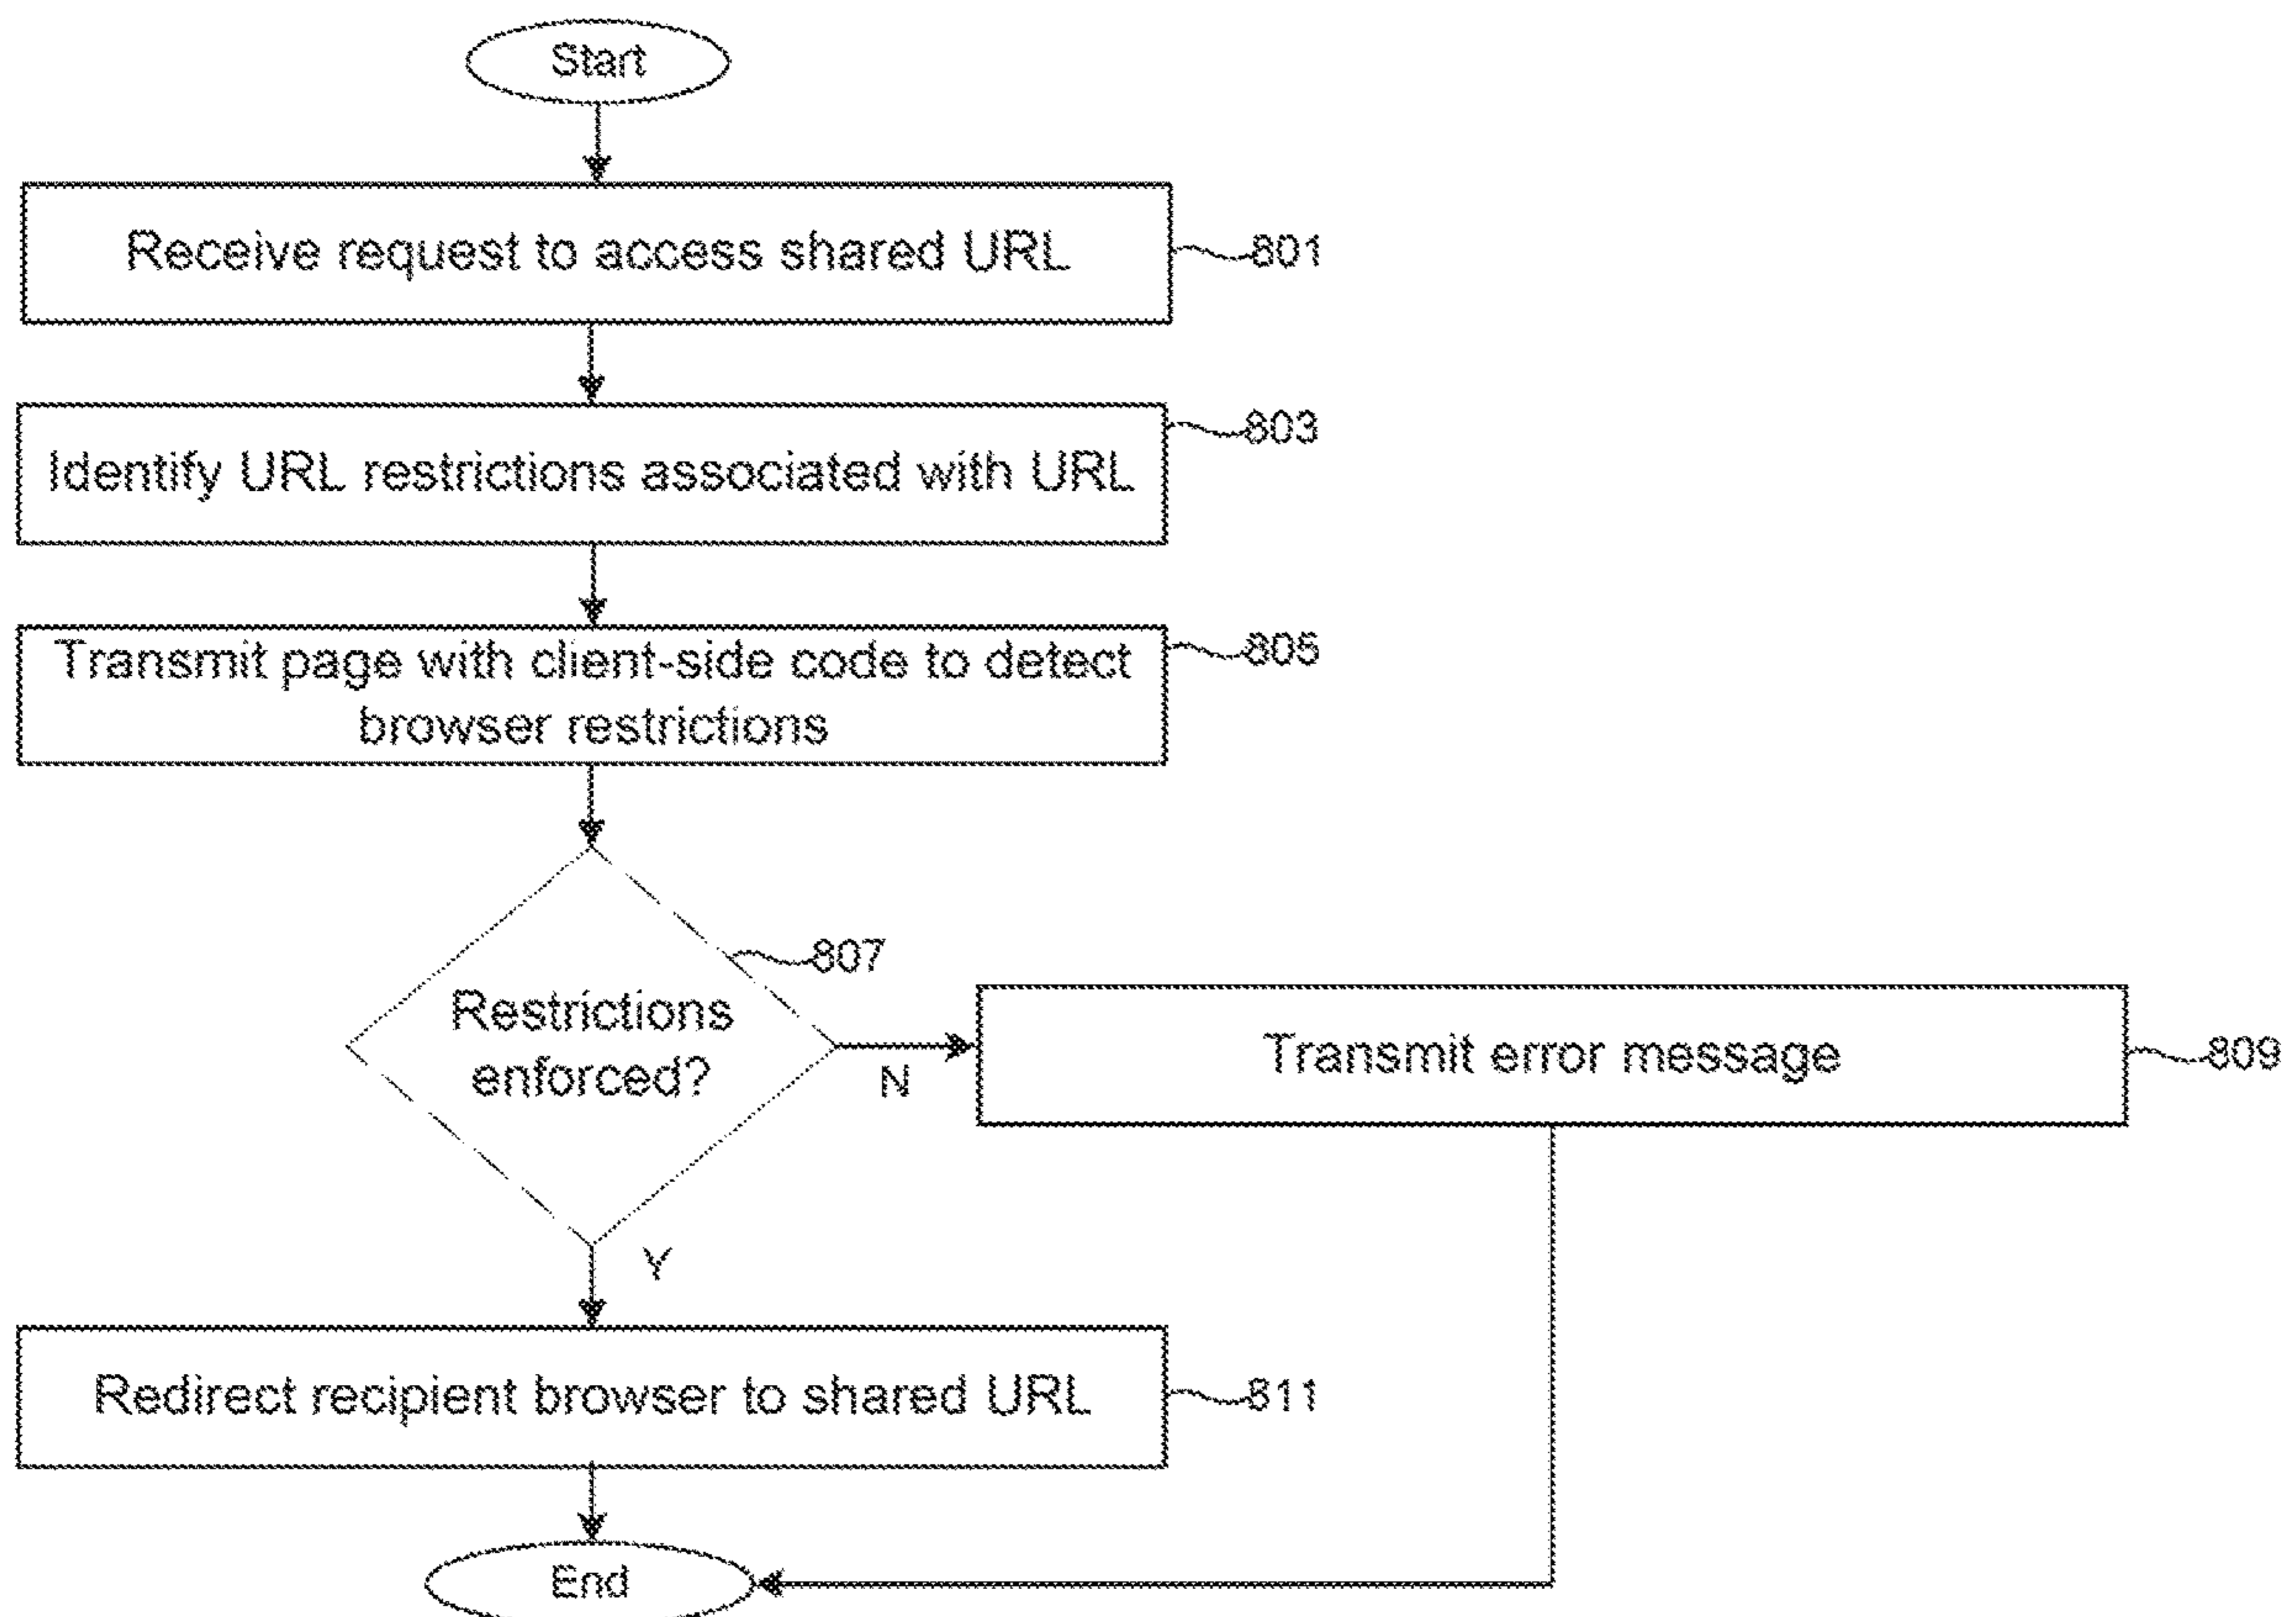 Start
Receive request to access shared URL
801
Identify URL restrictions associated with URL
803
Transmit page with client-side code to detect
browser restrictions
805
Restrictions
enforced?
807
N
Transmit error message
809
Y
Redirect recipient browser to shared URL
811
End